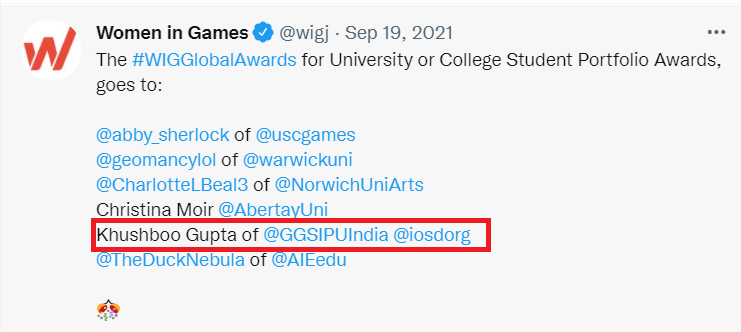 Women in Games @wigj · Sep 19, 2021
The #WIGGlobalAwards for University or College Student Portfolio Awards,
goes to:
@abby_sherlock of @uscgames
@geomancylol of @warwickuni
@CharlotteLBeal3 of @NorwichUniArts
Christina Moir @AbertayUni
Khushboo Gupta of @GGSIPUIndia @iosdorg
@TheDuckNebula of @AIEedu